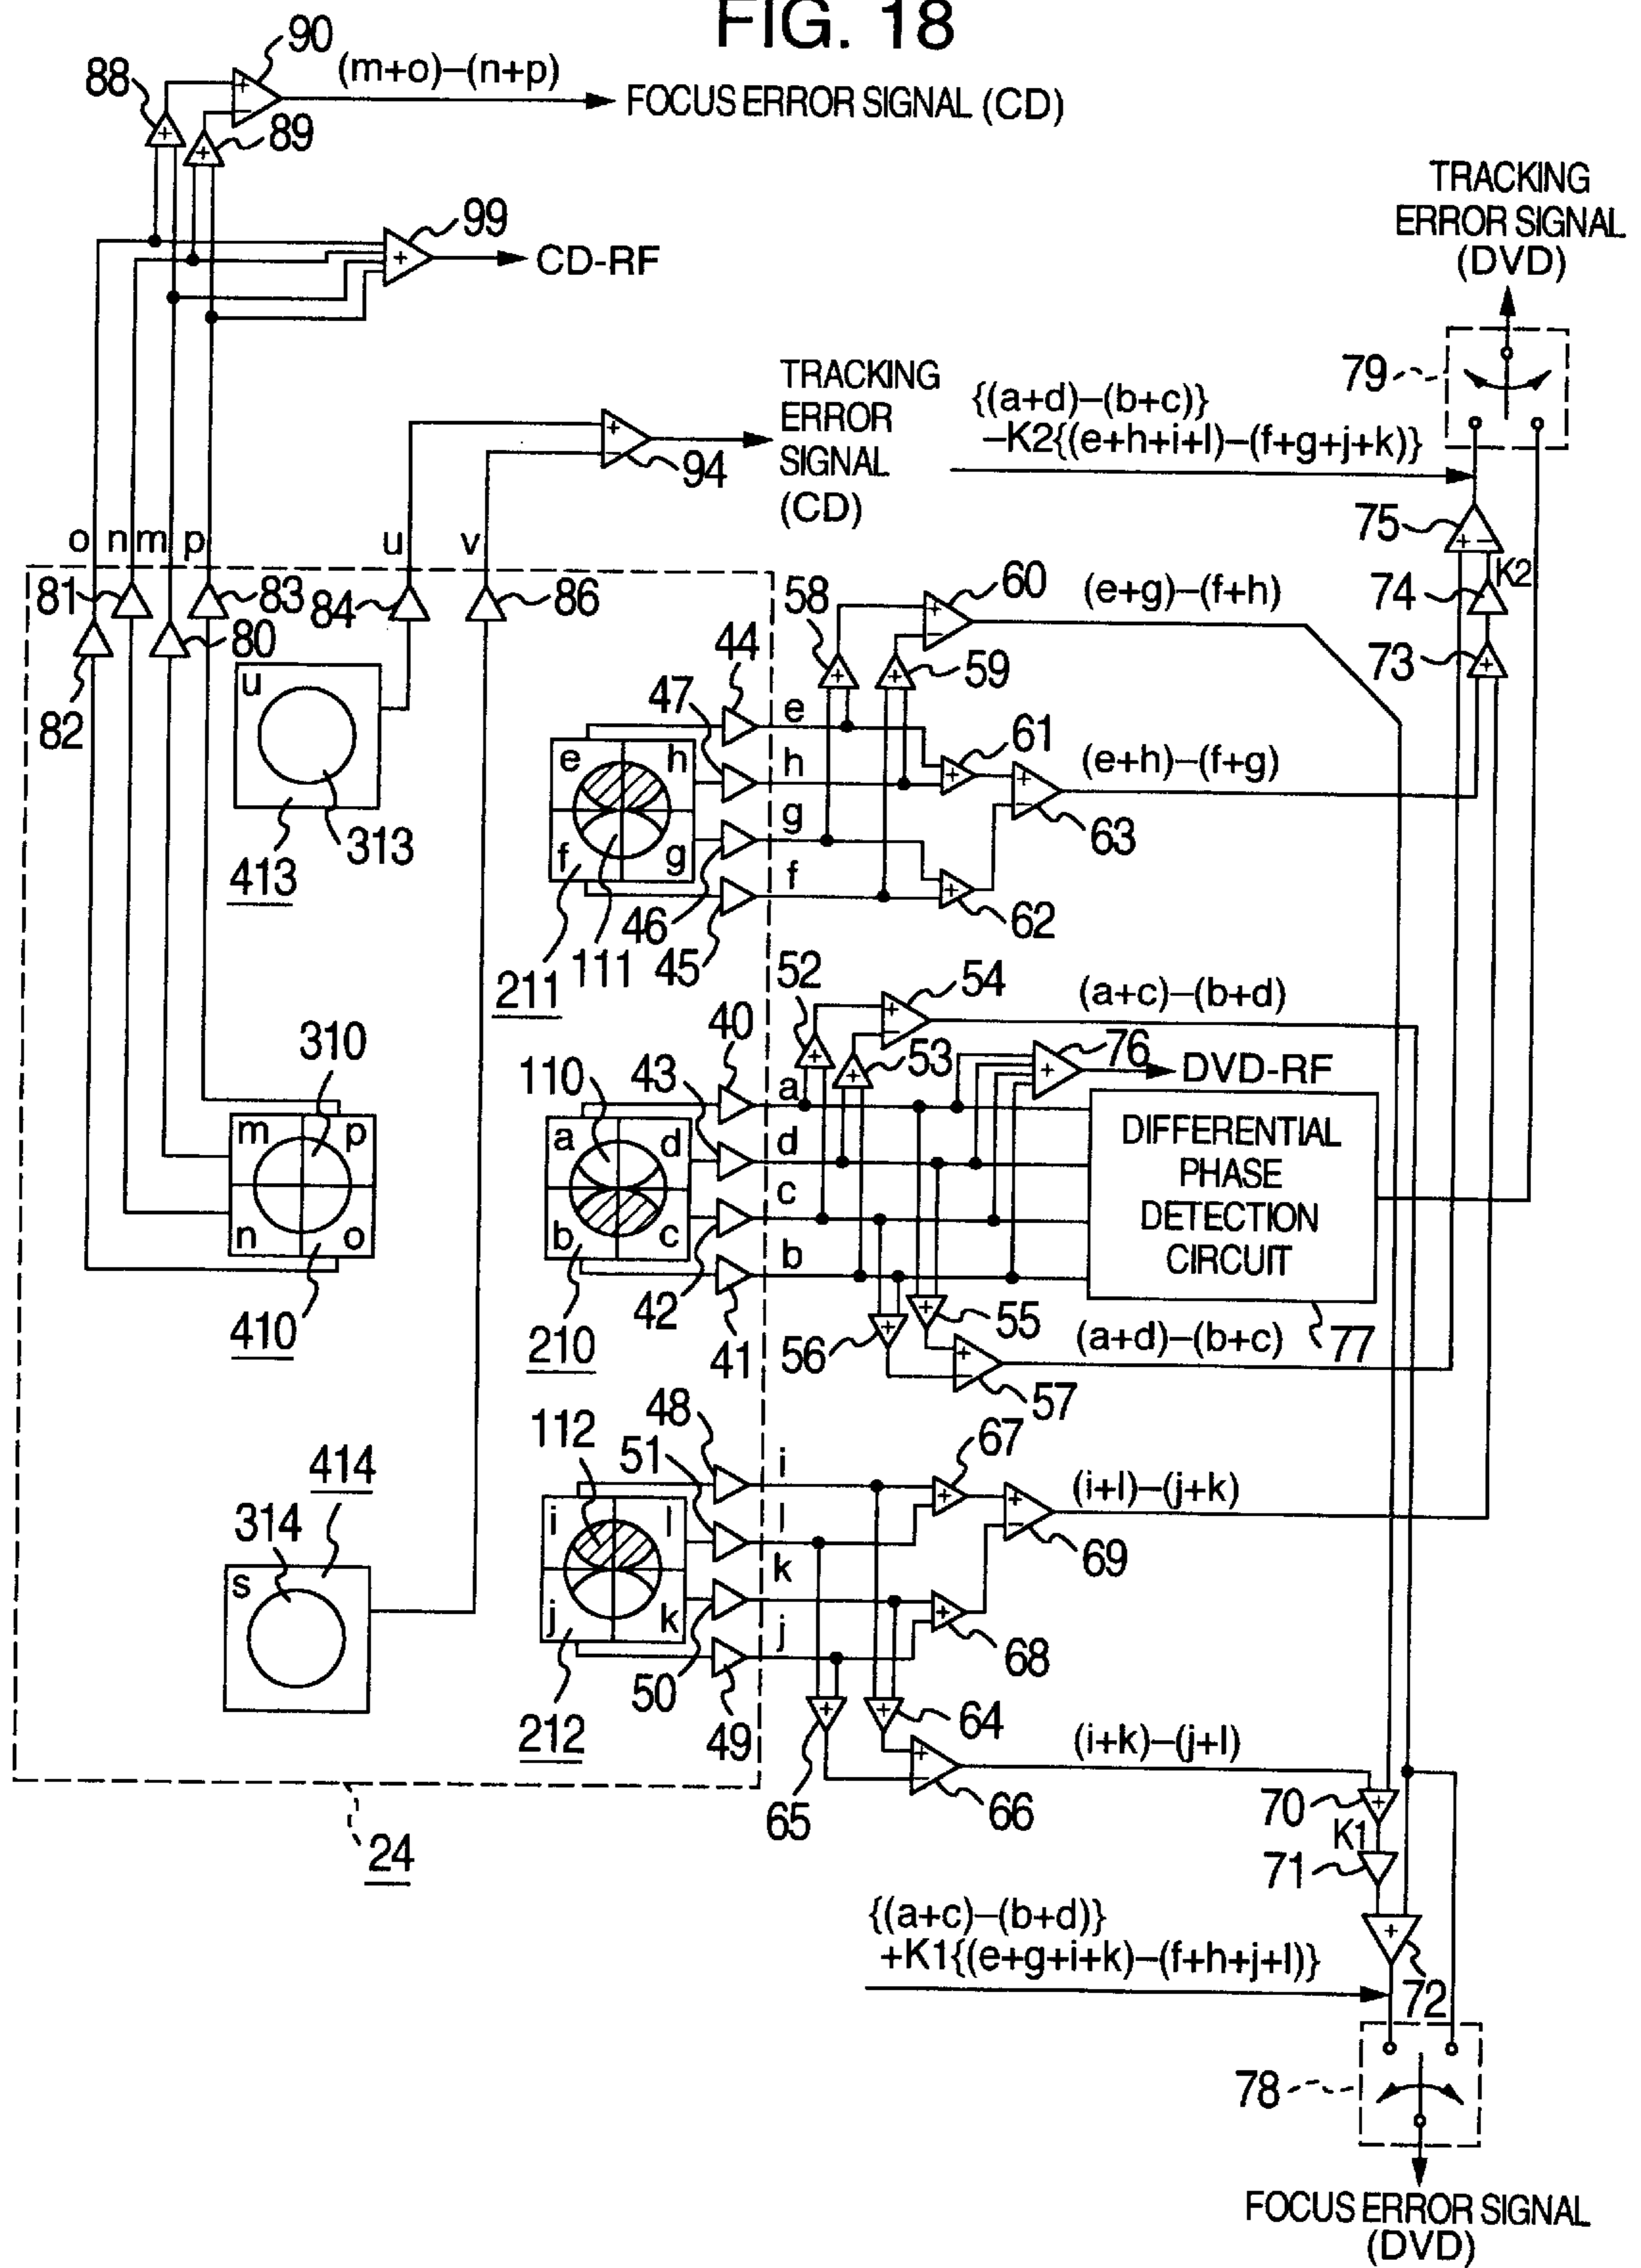 FIG. 18
90
(m+o)–(n+p)
88
FOCUS ERROR SIGNAL (CD)
89
99
CD-RF
TRACKING
ERROR SIGNAL
(DVD)
79
TRACKING
ERROR
SIGNAL
(CD)
94
{(a+d)–(b+c)}
–K2{(e+h+i+l)–(f+g+j+k)}
75
K2
74
73
o n m p
u
v
81
83
84
86
82
80
u
313
413
58
60
(e+g)–(f+h)
59
44
47
e
h
g
f
e
h
g
f
61
(e+h)–(f+g)
63
62
46
45
111
211
52
54
(a+c)–(b+d)
53
76
DVD-RF
40
43
110
a
d
c
b
a
d
c
b
DIFFERENTIAL
PHASE
DETECTION
CIRCUIT
77
42
41
210
55
56
(a+d)–(b+c)
57
310
m
p
n
o
410
48
51
112
i
l
k
j
i
l
k
j
67
(i+l)–(j+k)
69
68
50
49
212
414
314
s
64
65
(i+k)–(j+l)
66
70
K1
71
24
{(a+c)–(b+d)}
+K1{(e+g+i+k)–(f+h+j+l)}
72
78
FOCUS ERROR SIGNAL
(DVD)